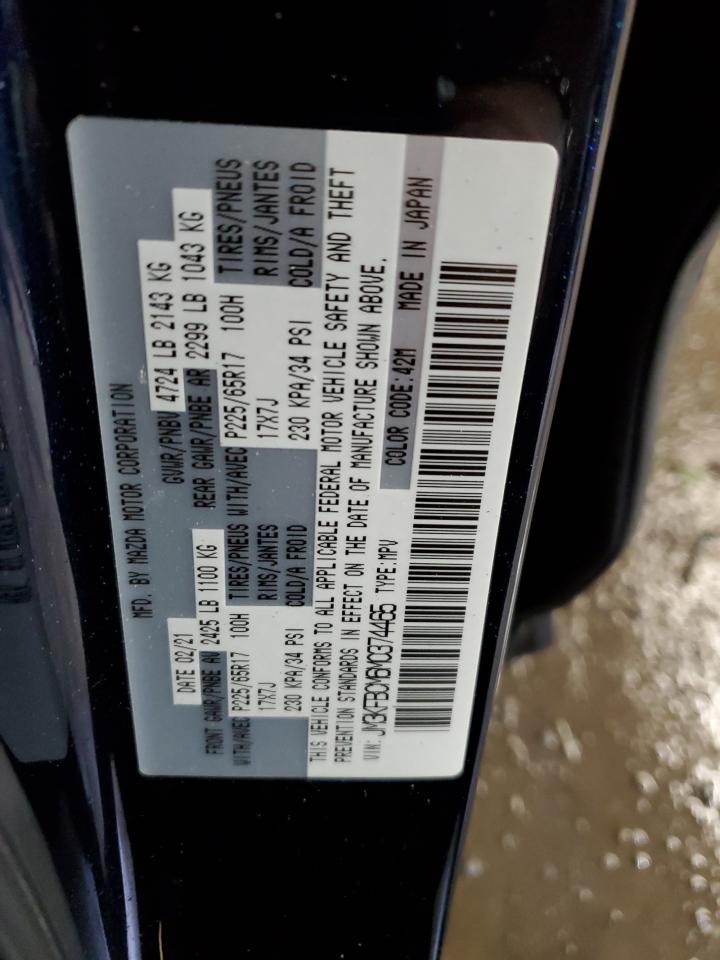 MFD. BY MAZDA MOTOR CORPORATION
DATE 02/21 GVWR/PNBV 4724 LB 2143 KG
FRONT GAWR/PNBE AV 2425 LB 1100 KG REAR GAWR/PNBE AR 2299 LB 1043 KG
WITH/AVEC P225/65R17 100H TIRES/PNEUS WITH/AVEC P225/65R17 100H TIRES/PNEUS
17X7J RIMS/JANTES 17X7J RIMS/JANTES
230 KPA/34 PSI COLD/A FROID 230 KPA/34 PSI COLD/A FROID
THIS VEHICLE CONFORMS TO ALL APPLICABLE FEDERAL MOTOR VEHICLE SAFETY AND THEFT
PREVENTION STANDARDS IN EFFECT ON THE DATE OF MANUFACTURE SHOWN ABOVE.
VIN: JM3KFBCM6M0374465 TYPE:MPV COLOR CODE:42M MADE IN JAPAN